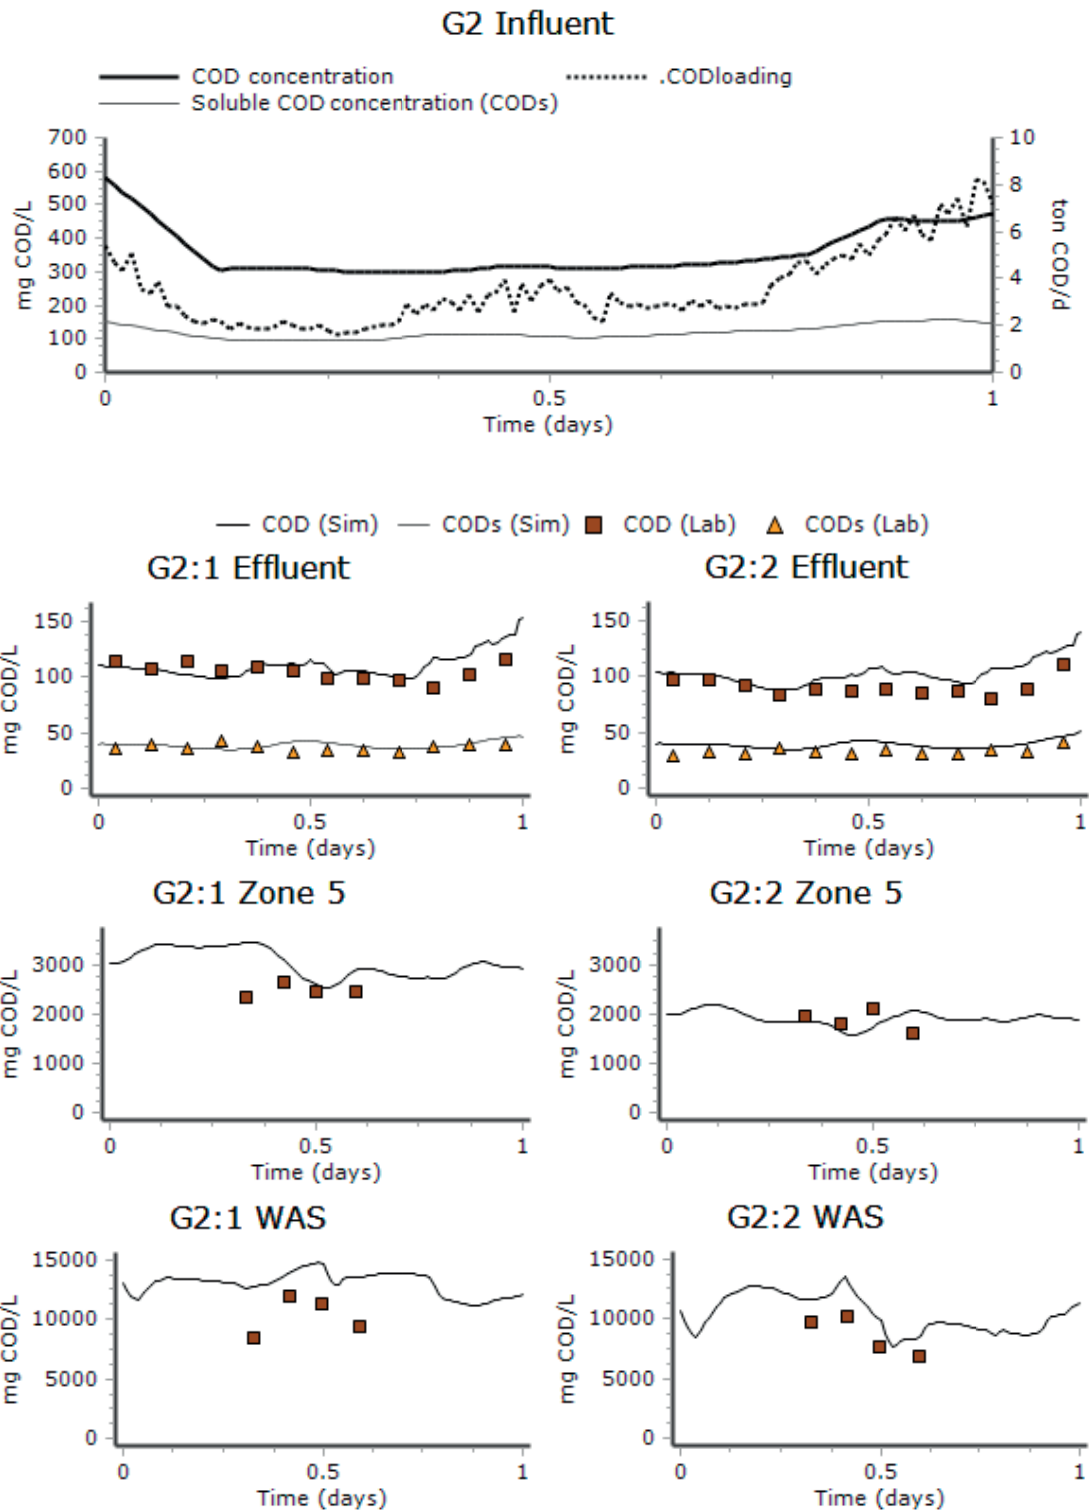 G2 Influent
COD concentration .CODloading
Soluble COD concentration (CODs)
700 10
600
500 8
400 6
300 4
200
100 2
0 0
mg COD/L
ton COD/d
0 0.5 1
Time (days)
COD (Sim) CODs (Sim) COD (Lab) CODs (Lab)
G2:1 Effluent G2:2 Effluent
mg COD/L
150
100
50
0
0 0.5 1
Time (days)
mg COD/L
150
100
50
0
0 0.5 1
Time (days)
G2:1 Zone 5 G2:2 Zone 5
mg COD/L
3000
2000
1000
0
0 0.5 1
Time (days)
mg COD/L
3000
2000
1000
0
0 0.5 1
Time (days)
G2:1 WAS G2:2 WAS
mg COD/L
15000
10000
5000
0
0 0.5 1
Time (days)
mg COD/L
15000
10000
5000
0
0 0.5 1
Time (days)